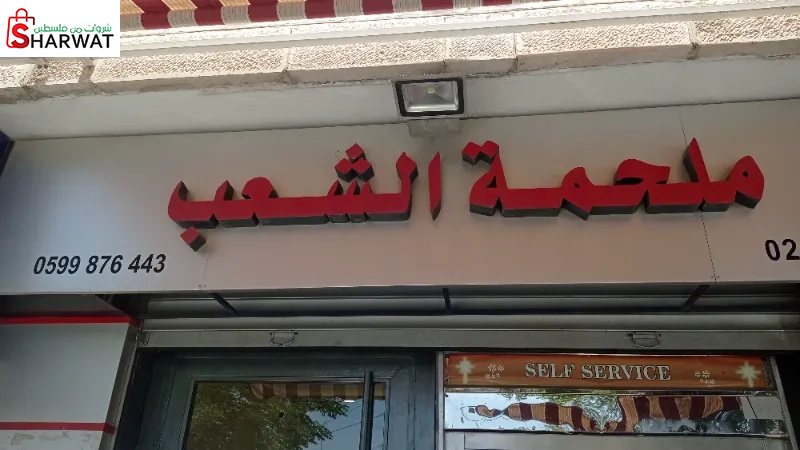 شروات من فلسطين
SHARWAT
ملحمة الشعب
0599 876 443
02
SELF SERVICE